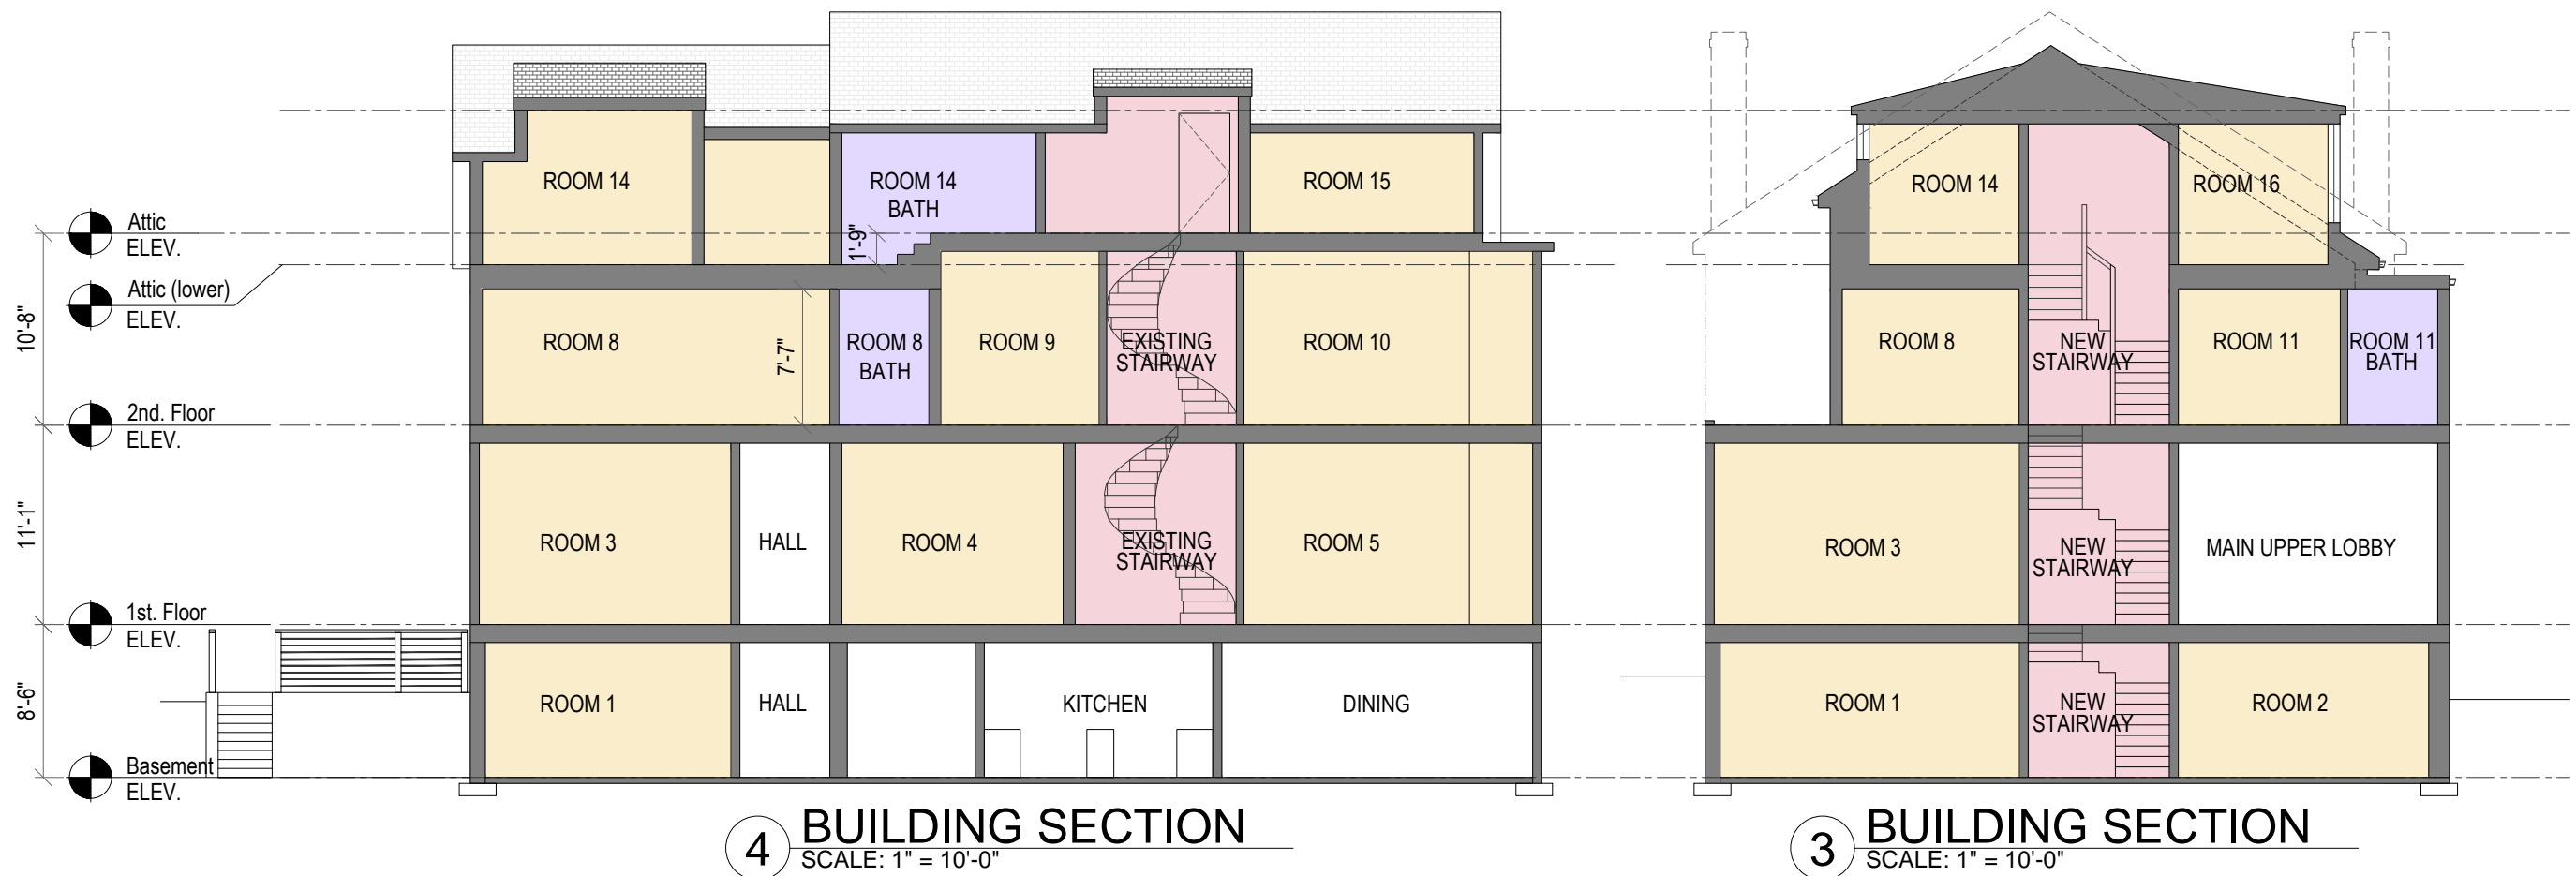 ROOM 14
ROOM 14
BATH
ROOM 15
ROOM 14
ROOM 16
Attic
ELEV.
1'-9"
Attic (lower)
ELEV.
10'-8"
ROOM 8
7'-7"
ROOM 8
BATH
ROOM 9
EXISTING
STAIRWAY
ROOM 10
ROOM 8
NEW
STAIRWAY
ROOM 11
ROOM 11
BATH
2nd. Floor
ELEV.
11'-1"
ROOM 3
HALL
ROOM 4
EXISTING
STAIRWAY
ROOM 5
ROOM 3
NEW
STAIRWAY
MAIN UPPER LOBBY
1st. Floor
ELEV.
8'-6"
ROOM 1
HALL
KITCHEN
DINING
ROOM 1
NEW
STAIRWAY
ROOM 2
Basement
ELEV.
4
BUILDING SECTION
SCALE: 1" = 10'-0"
3
BUILDING SECTION
SCALE: 1" = 10'-0"